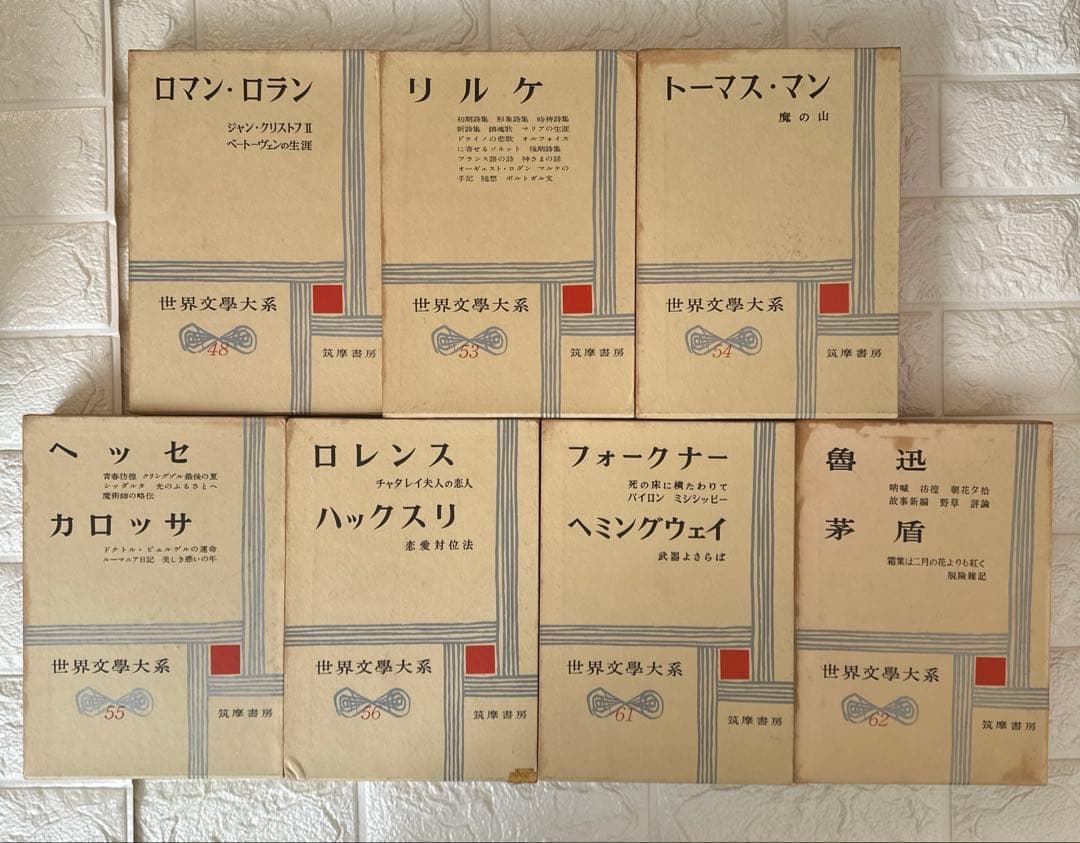 ロマン・ロラン
ジャン・クリストフⅡ
ベートーヴェンの生涯
世界文學大系
48
筑摩書房
リルケ
初期詩集 形象詩集 時祷詩集
新詩集 鎮魂歌 マリアの生涯
ドゥイノの悲歌 オルフォイス
に寄せるソネット 後期詩集
フランス語の詩 神さまの話
オーギュスト・ロダン マルテの
手記 随想 ポルトガル文
世界文學大系
53
筑摩書房
トーマス・マン
魔の山
世界文學大系
54
筑摩書房
ヘッセ
青春彷徨 クリングゾル最後の夏
シッダルタ 光のふるさとへ
魔術師の略伝
カロッサ
ドクトル・ビュルゲルの運命
ルーマニア日記 美しき惑いの年
世界文學大系
55
筑摩書房
ロレンス
チャタレイ夫人の恋人
ハックスリ
恋愛対位法
世界文學大系
56
筑摩書房
フォークナー
死の床に横たわりて
パイロン ミシシッピー
ヘミングウェイ
武器よさらば
世界文學大系
61
筑摩書房
魯迅
吶喊 彷徨 朝花夕拾
故事新編 野草 評論
茅盾
霜葉は二月の花よりも紅く
脱険雑記
世界文學大系
62
筑摩書房